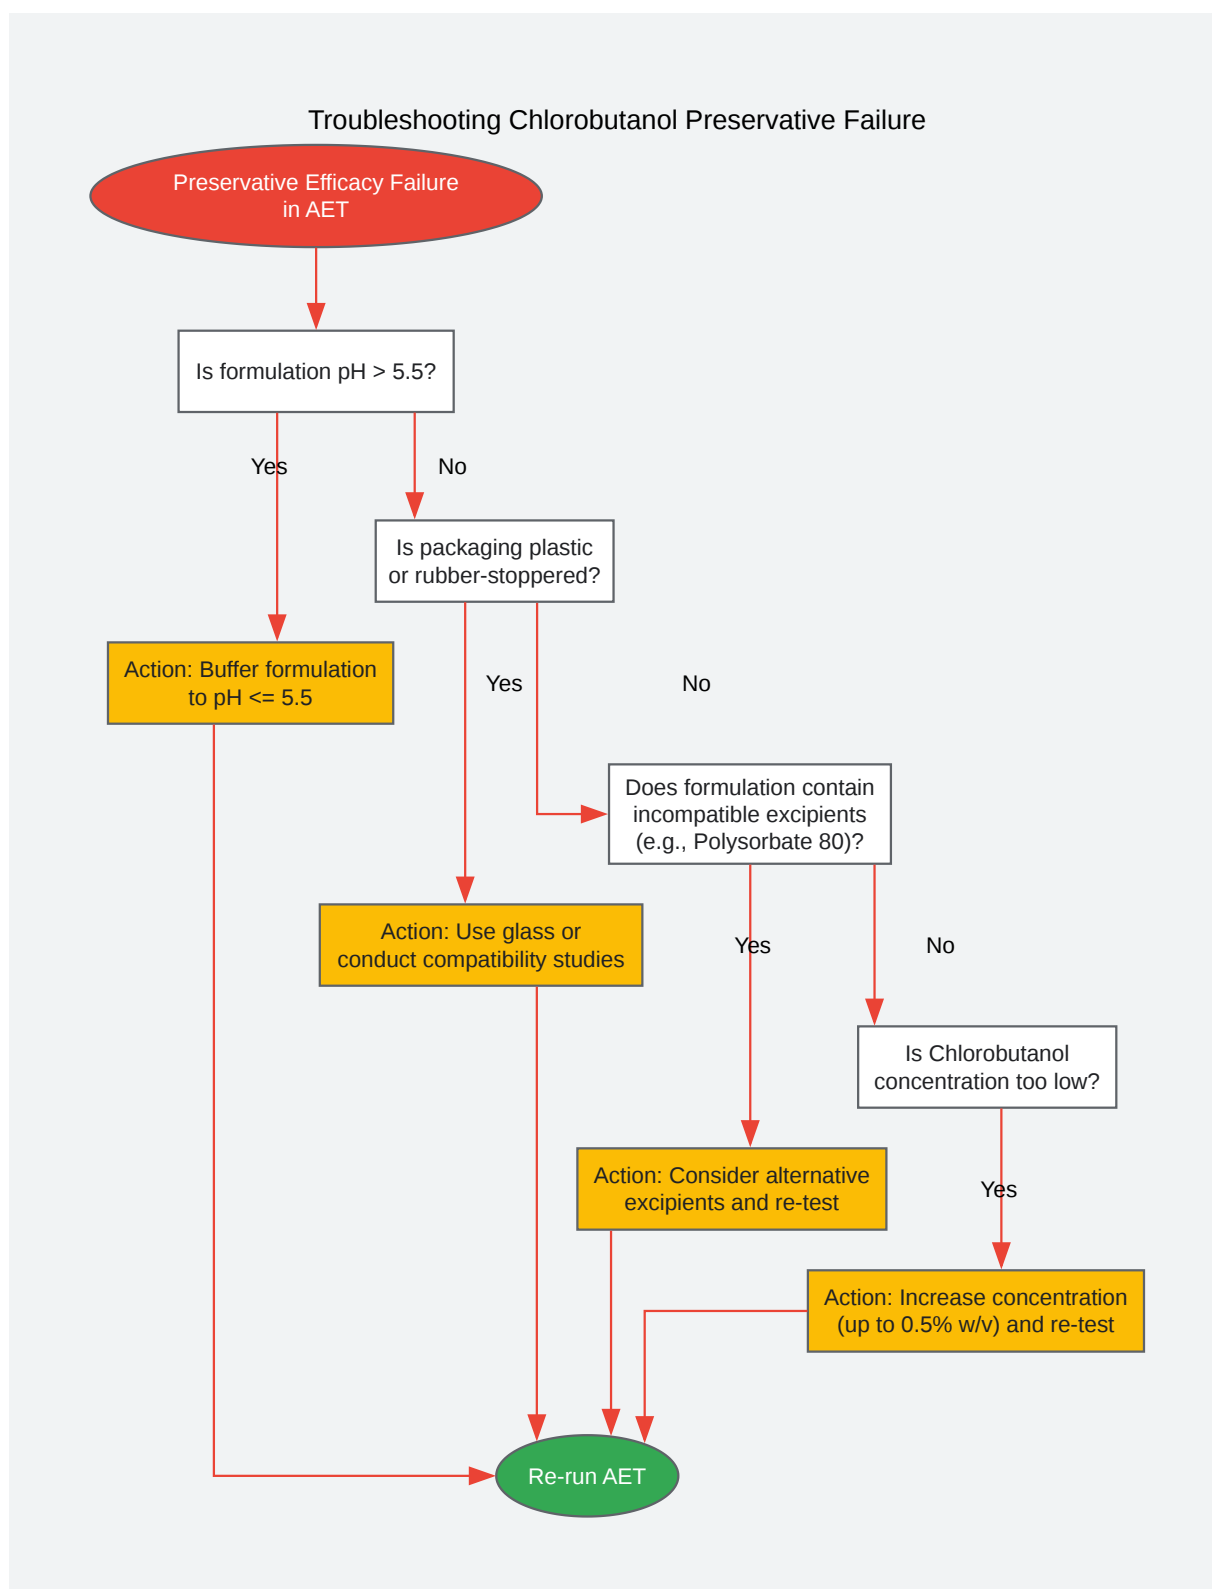 Troubleshooting Chlorobutanol Preservative Failure
Preservative Efficacy Failure
in AET
Is formulation pH > 5.5?
Yes
No
Is packaging plastic
or rubber-stoppered?
Action: Buffer formulation
to pH <= 5.5
Yes
No
Does formulation contain
incompatible excipients
(e.g., Polysorbate 80)?
Action: Use glass or
conduct compatibility studies
Yes
No
Is Chlorobutanol
concentration too low?
Action: Consider alternative
excipients and re-test
Yes
Action: Increase concentration
(up to 0.5% w/v) and re-test
Re-run AET